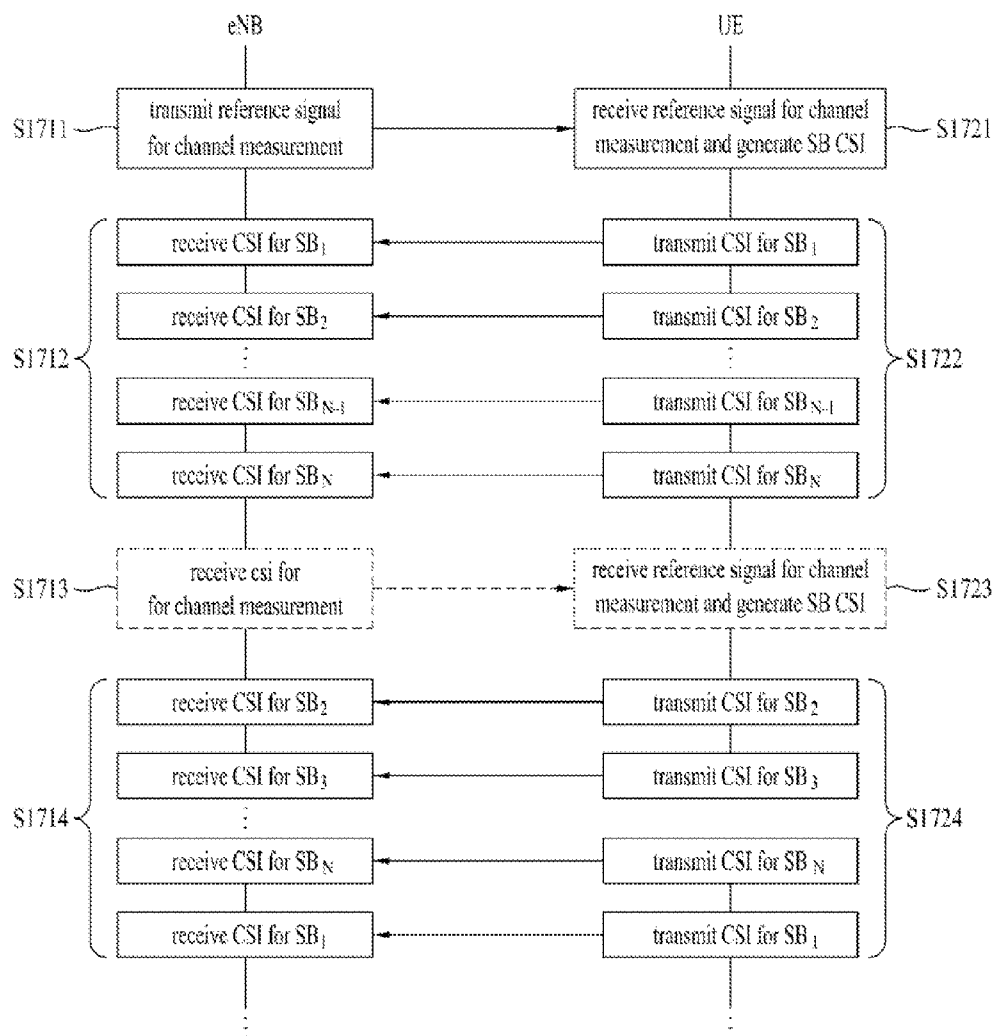 eNB
UE
S1711
transmit reference signal
for channel measurement
receive reference signal for channel
measurement and generate SB CSI
S1721
receive CSI for SB1
transmit CSI for SB1
receive CSI for SB2
transmit CSI for SB2
S1712
S1722
receive CSI for SBN-1
transmit CSI for SBN-1
receive CSI for SBN
transmit CSI for SBN
S1713
receive csi for
for channel measurement
receive reference signal for channel
measurement and generate SB CSI
S1723
receive CSI for SB2
transmit CSI for SB2
receive CSI for SB3
transmit CSI for SB3
S1714
S1724
receive CSI for SBN
transmit CSI for SBN
receive CSI for SB1
transmit CSI for SB1